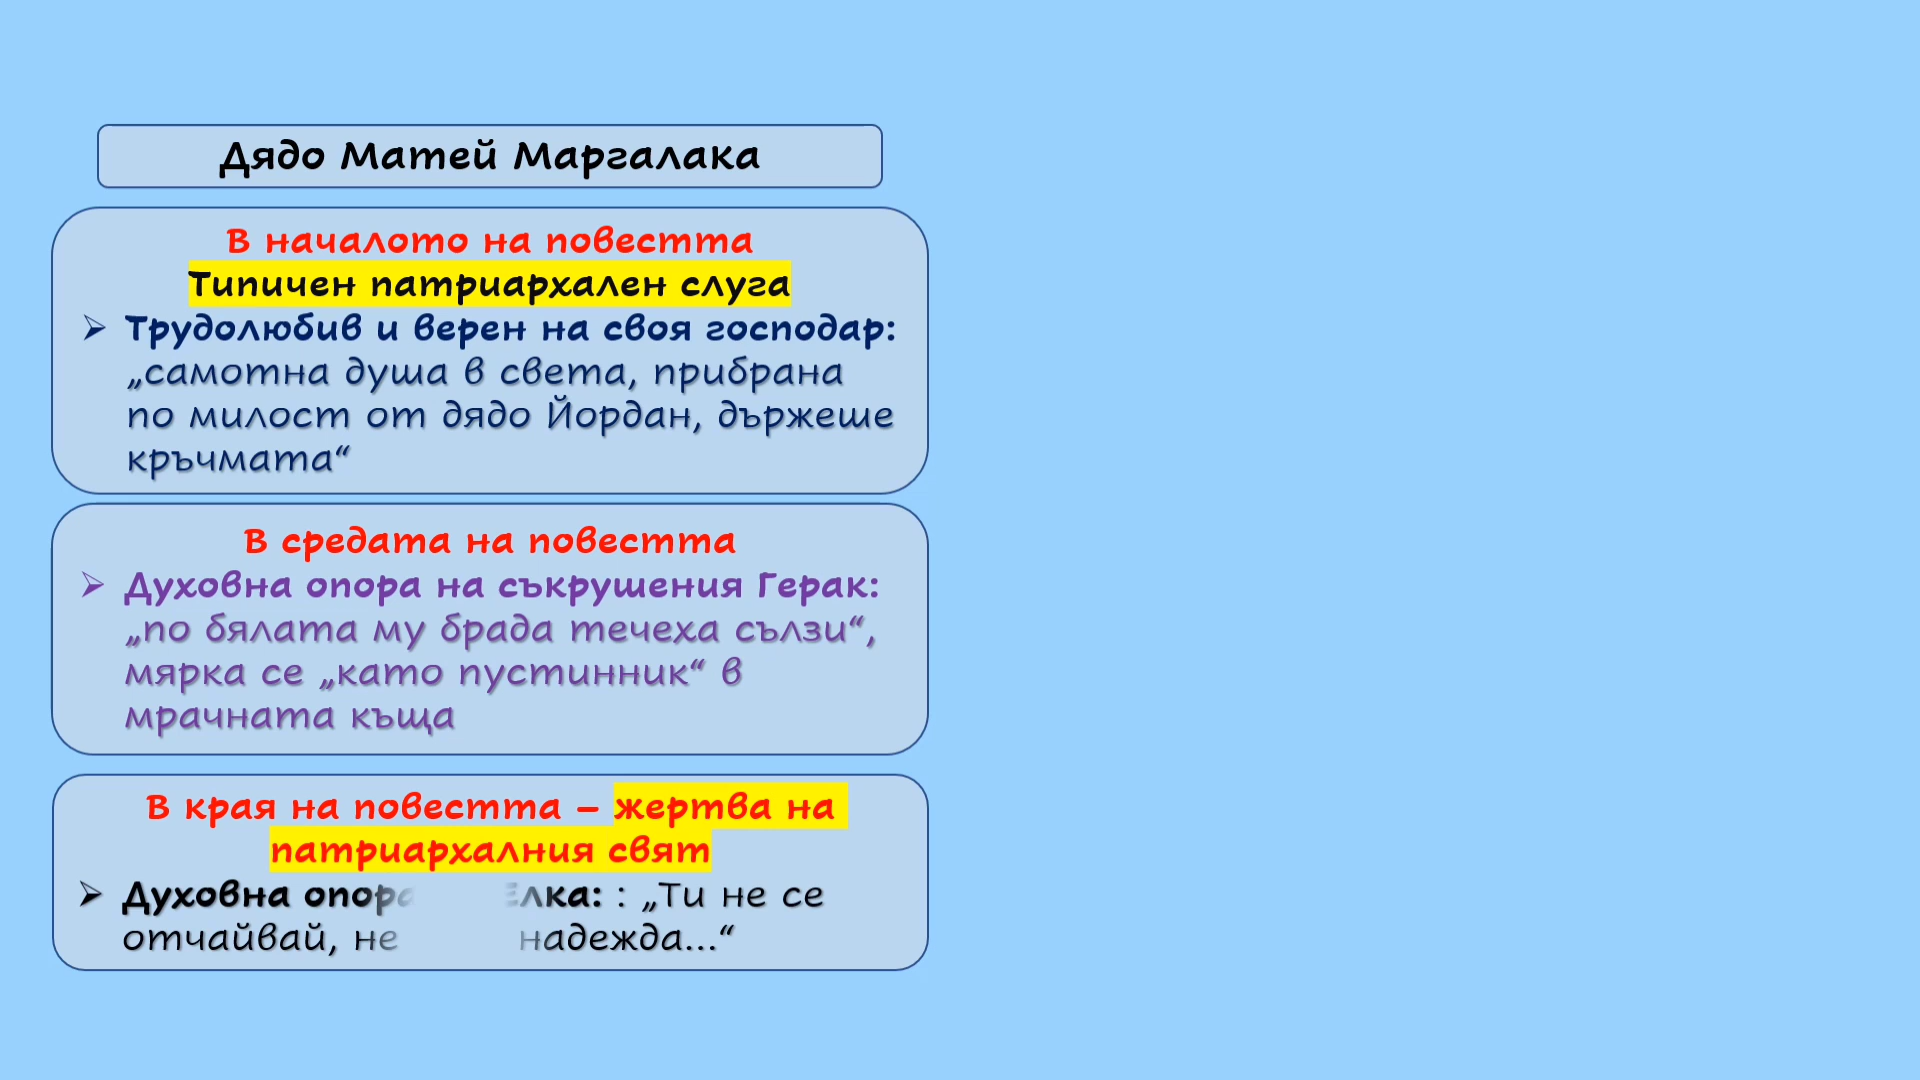 Дядо Матей Маргалака
В началото на повестта
Типичен патриархален слуга
➢ Трудолюбив и верен на своя господар:
„самотна душа в света, прибрана
по милост от дядо Йордан, държеше
кръчмата“
В средата на повестта
➢ Духовна опора на съкрушения Герак:
„по бялата му брада течеха сълзи“,
мярка се „като пустинник“ в
мрачната къща
В края на повестта – жертва на
патриархалния свят
➢ Духовна опора Елка: : „Ти не се
отчайвай, не надежда...“